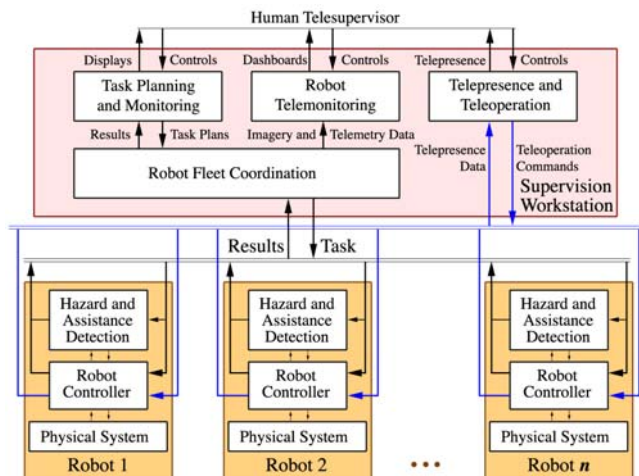 Human Telesupervisor
Displays
Controls
Dashboards
Controls
Telepresence
Controls
Task Planning
and Monitoring
Robot
Telemonitoring
Telepresence and
Teleoperation
Results
Task Plans
Imagery and
Telemetry Data
Telepresence
Data
Teleoperation
Commands
Robot Fleet Coordination
Supervision
Workstation
Results
Task
Hazard and
Assistance
Detection
Robot
Controller
Physical System
Robot 1
Hazard and
Assistance
Detection
Robot
Controller
Physical System
Robot 2
Hazard and
Assistance
Detection
Robot
Controller
Physical System
Robot n